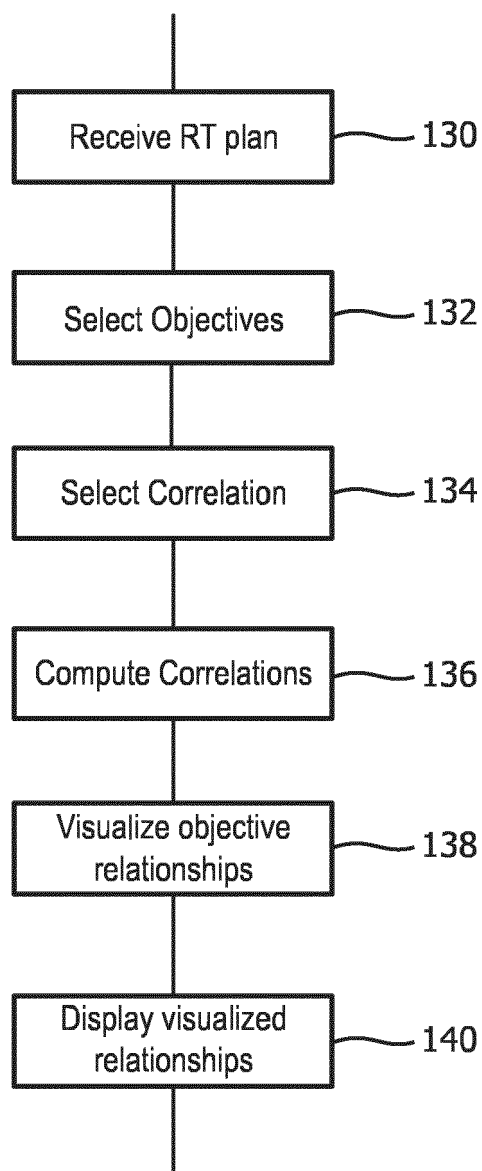 Receive RT plan
130
Select Objectives
132
Select Correlation
134
Compute Correlations
136
Visualize objective
relationships
138
Display visualized
relationships
140